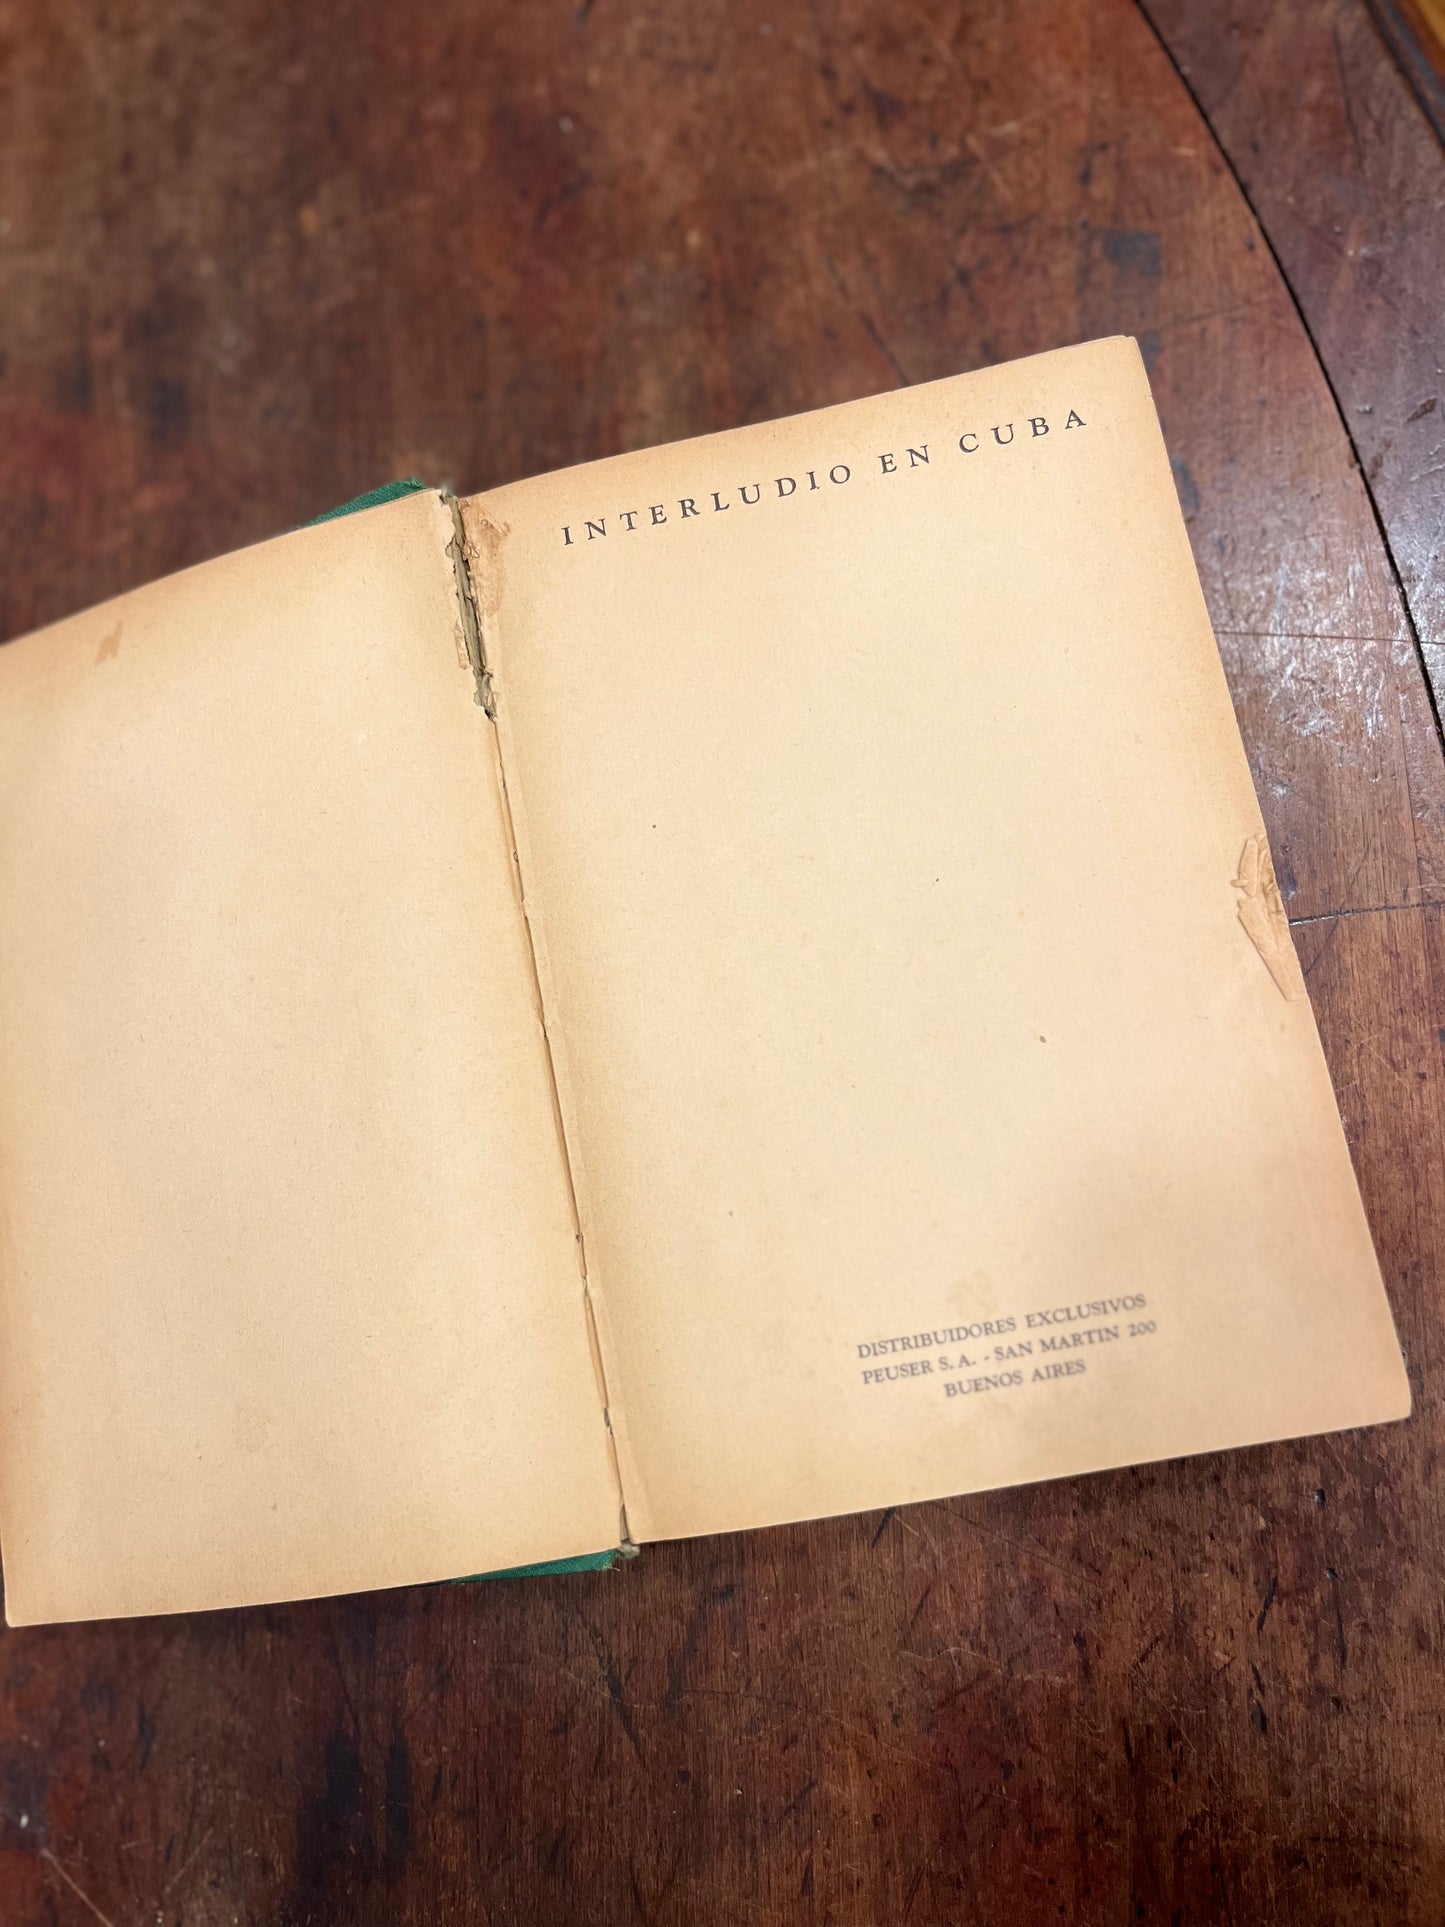 INTERLUDIO EN CUBA
DISTRIBUIDORES EXCLUSIVOS
PEUSER S. A. - SAN MARTIN 200
BUENOS AIRES